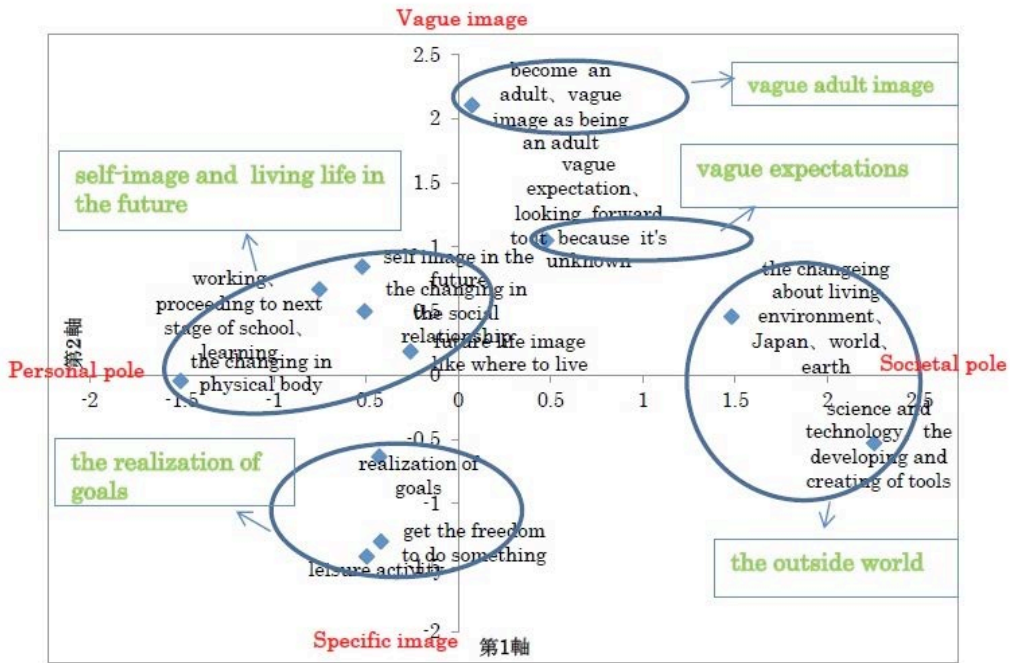 Vague image
2.5
become an
adult、vague
image as being
an adult
vague adult image
2
vague
expectation、
looking forward
to it because it's
unknown
vague expectations
1.5
1
self-image and living life in
the future
self image in the
future
working、
proceeding to next
stage of school、
learning
the changing in
the social
relationship
0.5
future life image
like where to live
the changing in
physical body
the changeing
about living
environment、
Japan、world、
earth
第2軸
Personal pole
Societal pole
-2
-1.5
-1
-0.5
0
0.5
1
1.5
2
2.5
science and
technology the
developing and
creating of tools
the outside world
-0.5
the realization of
goals
realization of
goals
-1
get the freedom
to do something
leisure activity
-1.5
-2
Specific image
第1軸